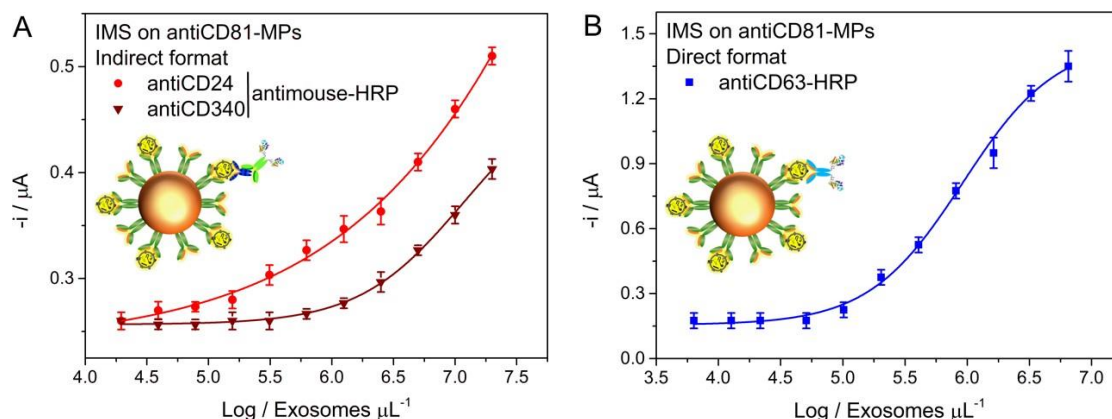 A
IMS on antiCD81-MPs
Indirect format
antiCD24
antiCD340
antimouse-HRP
-i / µA
0.5
0.4
0.3
4.0 4.5 5.0 5.5 6.0 6.5 7.0 7.5
Log / Exosomes µL⁻¹
B
IMS on antiCD81-MPs
Direct format
antiCD63-HRP
-i / µA
1.5
1.2
0.9
0.6
0.3
0.0
3.5 4.0 4.5 5.0 5.5 6.0 6.5 7.0
Log / Exosomes µL⁻¹